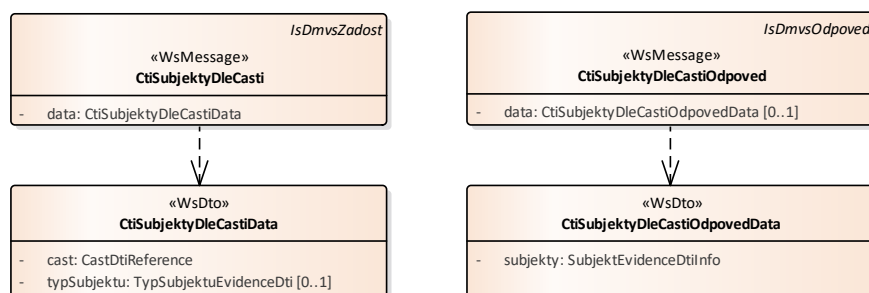 IsDmvsZadost
«WsMessage»
CtiSubjektyDleCasti
- data: CtiSubjektyDleCastiData
«WsDto»
CtiSubjektyDleCastiData
- cast: CastDtiReference
- typSubjektu: TypSubjektuEvidenceDti [0..1]
IsDmvsOdpoved
«WsMessage»
CtiSubjektyDleCastiOdpoved
- data: CtiSubjektyDleCastiOdpovedData [0..1]
«WsDto»
CtiSubjektyDleCastiOdpovedData
- subjekty: SubjektEvidenceDtiInfo